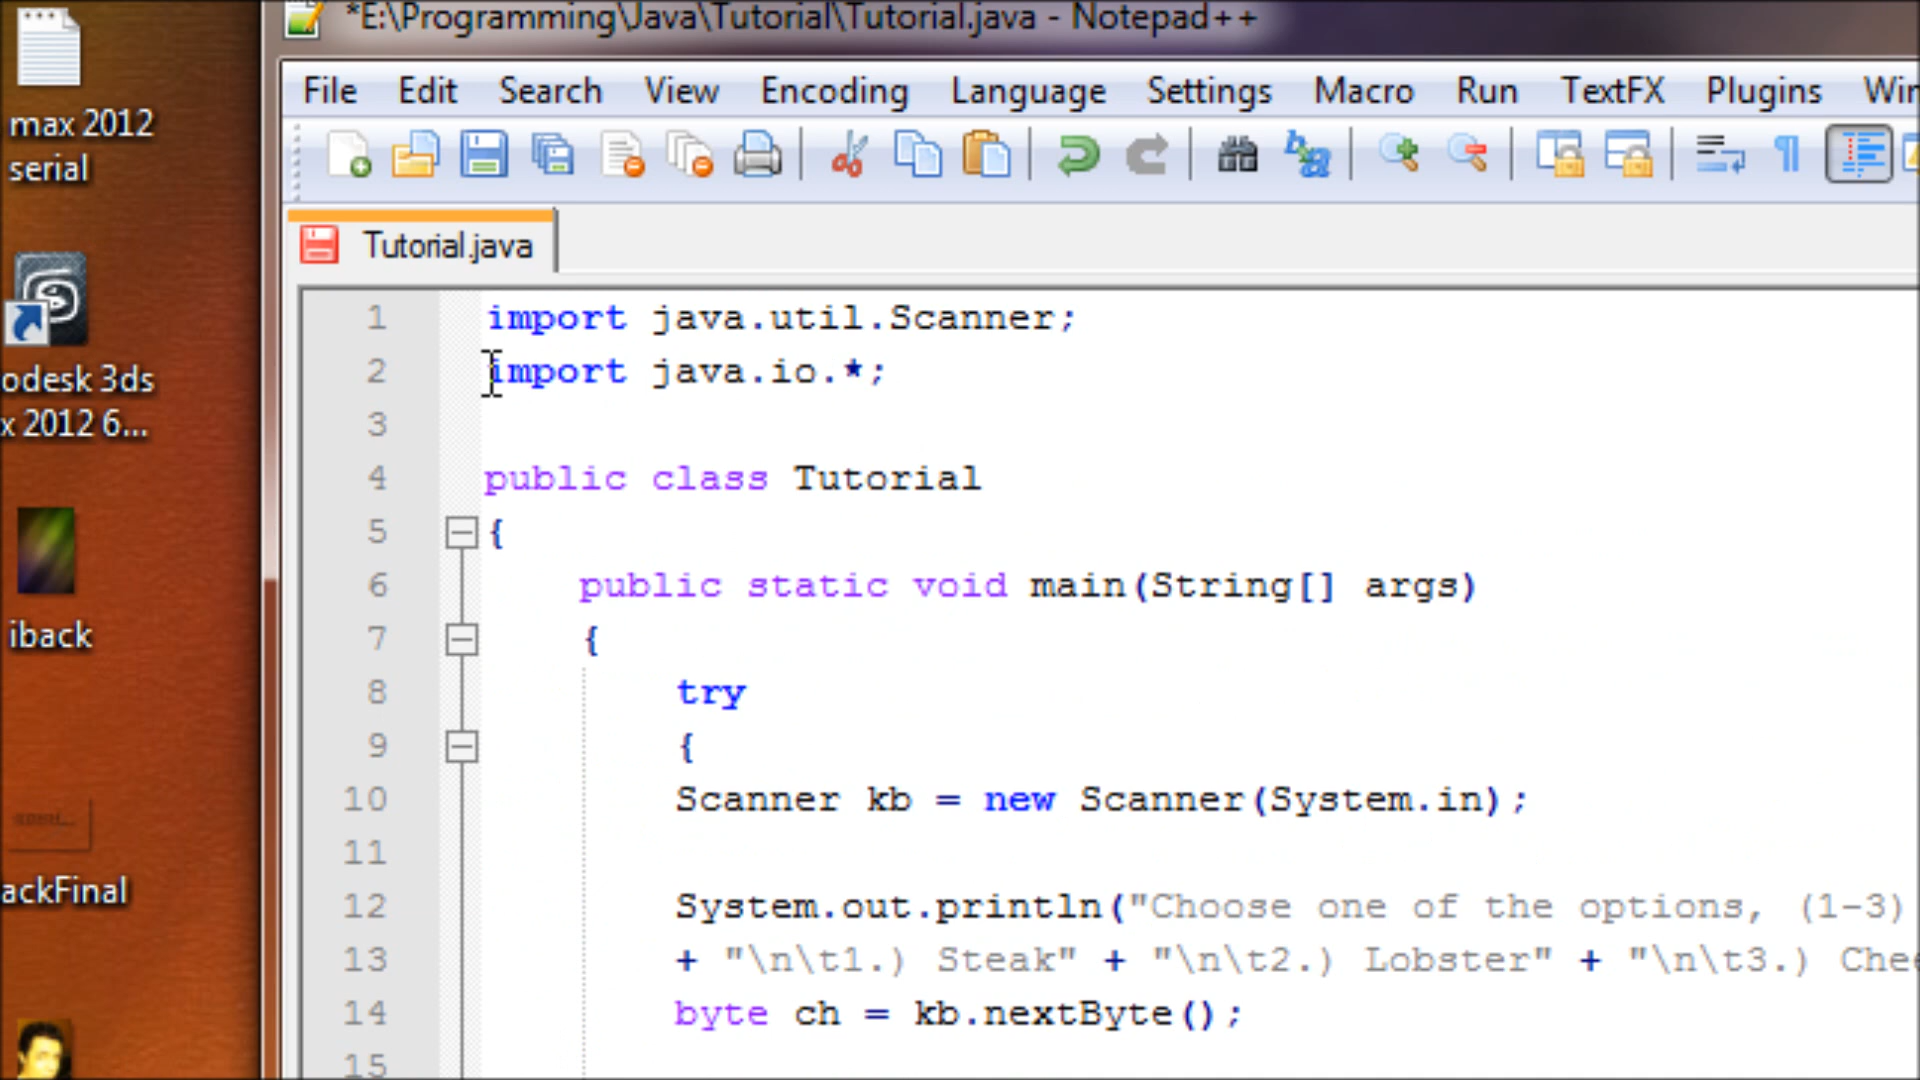 *E:\Programming\Java\Tutorial\Tutorial.java - Notepad++
File Edit Search View Encoding Language Settings Macro Run TextFX Plugins
Tutorial.java
max 2012
serial
odesk 3ds
x 2012 6...
iback
ackFinal
1 import java.util.Scanner;
2 import java.io.*;
3
4 public class Tutorial
5 {
6 public static void main(String[] args)
7 {
8 try
9 {
10 Scanner kb = new Scanner(System.in);
11
12 System.out.println("Choose one of the options, (1-3)
13 + "\n\t1.) Steak" + "\n\t2.) Lobster" + "\n\t3.) Chee
14 byte ch = kb.nextByte();
15